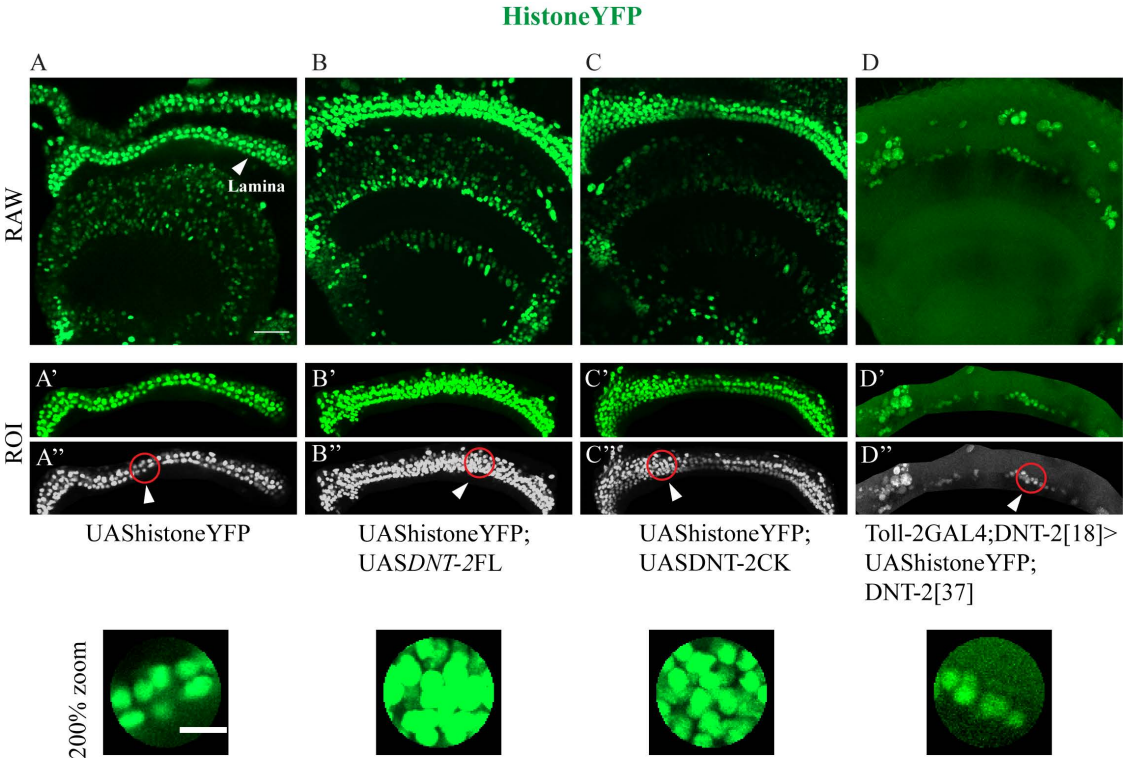 HistoneYFP
A
B
C
D
RAW
Lamina
A’
B’
C’
D’
ROI
A’’
B’’
C’’
D’’
UAShistoneYFP
UAShistoneYFP;
UASDNT-2FL
UAShistoneYFP;
UASDNT-2CK
Toll-2GAL4;DNT-2[18]>
UAShistoneYFP;
DNT-2[37]
200% zoom